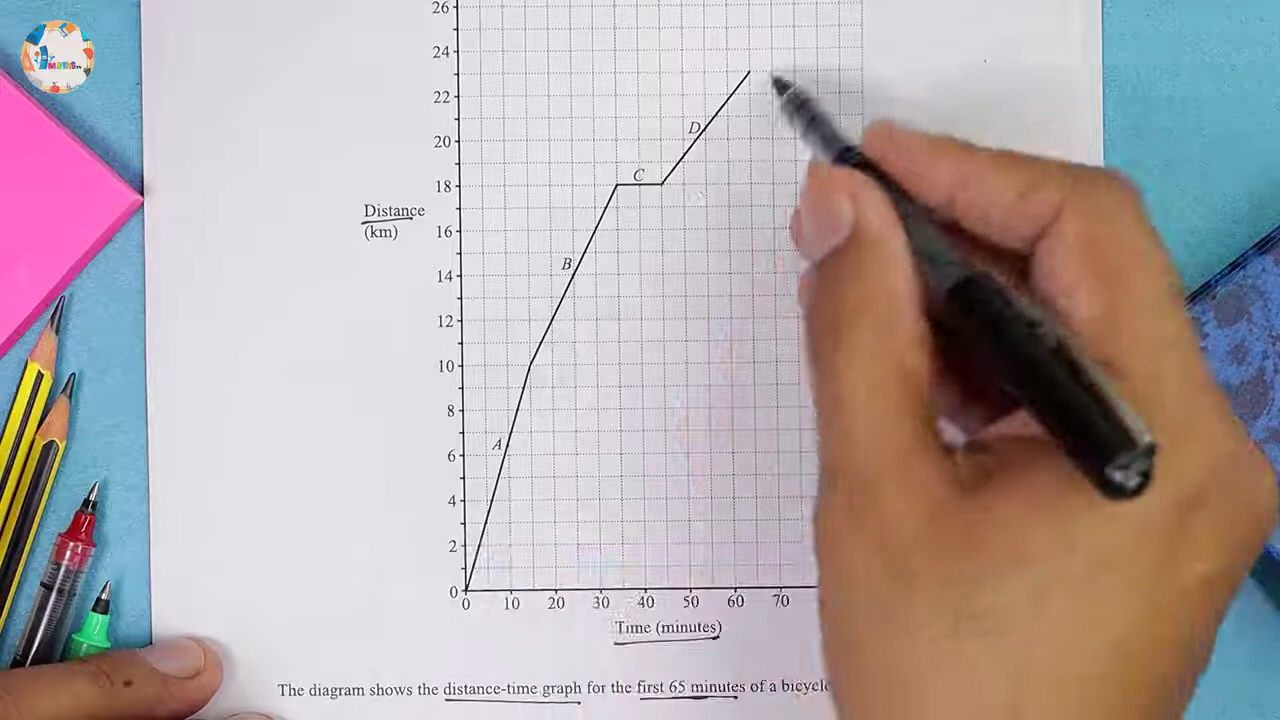 MATHS
26
24
22
D
20
C
18
Distance
(km)
16
B
14
12
10
8
A
6
4
2
0
0 10 20 30 40 50 60 70
Time (minutes)
The diagram shows the distance-time graph for the first 65 minutes of a bicycle